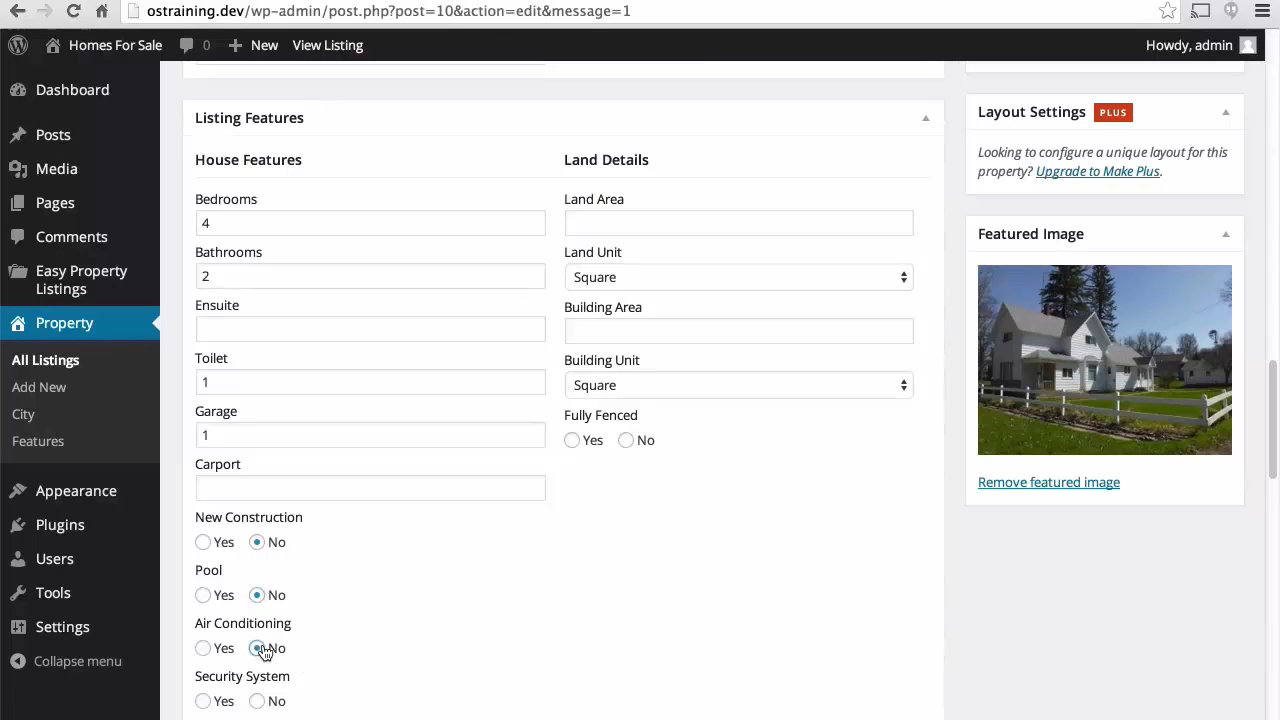 ostraining.dev/wp-admin/post.php?post=10&action=edit&message=1
Homes For Sale
0
New
View Listing
Howdy, admin
Dashboard
Posts
Media
Pages
Comments
Easy Property
Listings
Property
All Listings
Add New
City
Features
Appearance
Plugins
Users
Tools
Settings
Collapse menu
Listing Features
House Features
Bedrooms
4
Bathrooms
2
Ensuite
Toilet
1
Garage
1
Carport
New Construction
Yes No
Pool
Yes No
Air Conditioning
Yes No
Security System
Yes No
Land Details
Land Area
Land Unit
Square
Building Area
Building Unit
Square
Fully Fenced
Yes No
Layout Settings PLUS
Looking to configure a unique layout for this
property? Upgrade to Make Plus.
Featured Image
Remove featured image